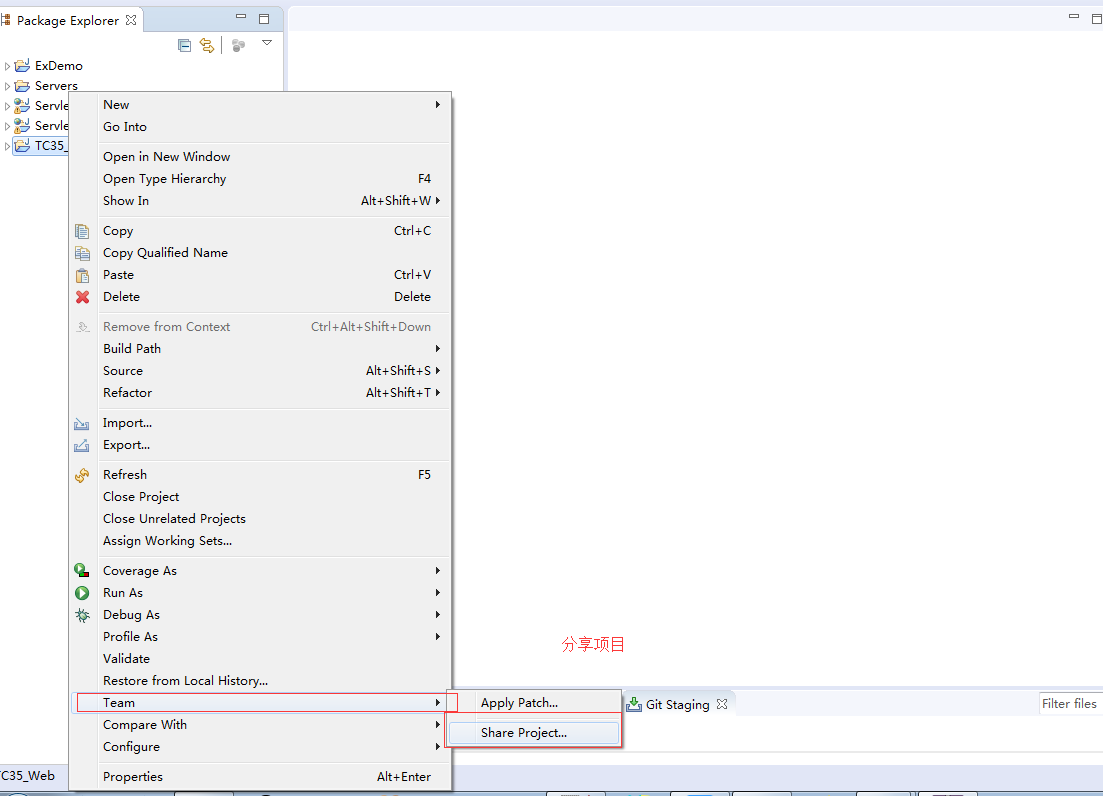 Package Explorer
ExDemo
Servers
Servle
Servle
TC35_
New
Go Into
Open in New Window
Open Type Hierarchy F4
Show In Alt+Shift+W
Copy Ctrl+C
Copy Qualified Name
Paste Ctrl+V
Delete Delete
Remove from Context Ctrl+Alt+Shift+Down
Build Path
Source Alt+Shift+S
Refactor Alt+Shift+T
Import...
Export...
Refresh F5
Close Project
Close Unrelated Projects
Assign Working Sets...
Coverage As
Run As
Debug As
Profile As
Validate
Restore from Local History...
Team
Compare With
Configure
Properties Alt+Enter
分享项目
Apply Patch...
Share Project...
Git Staging
Filter files
C35_Web